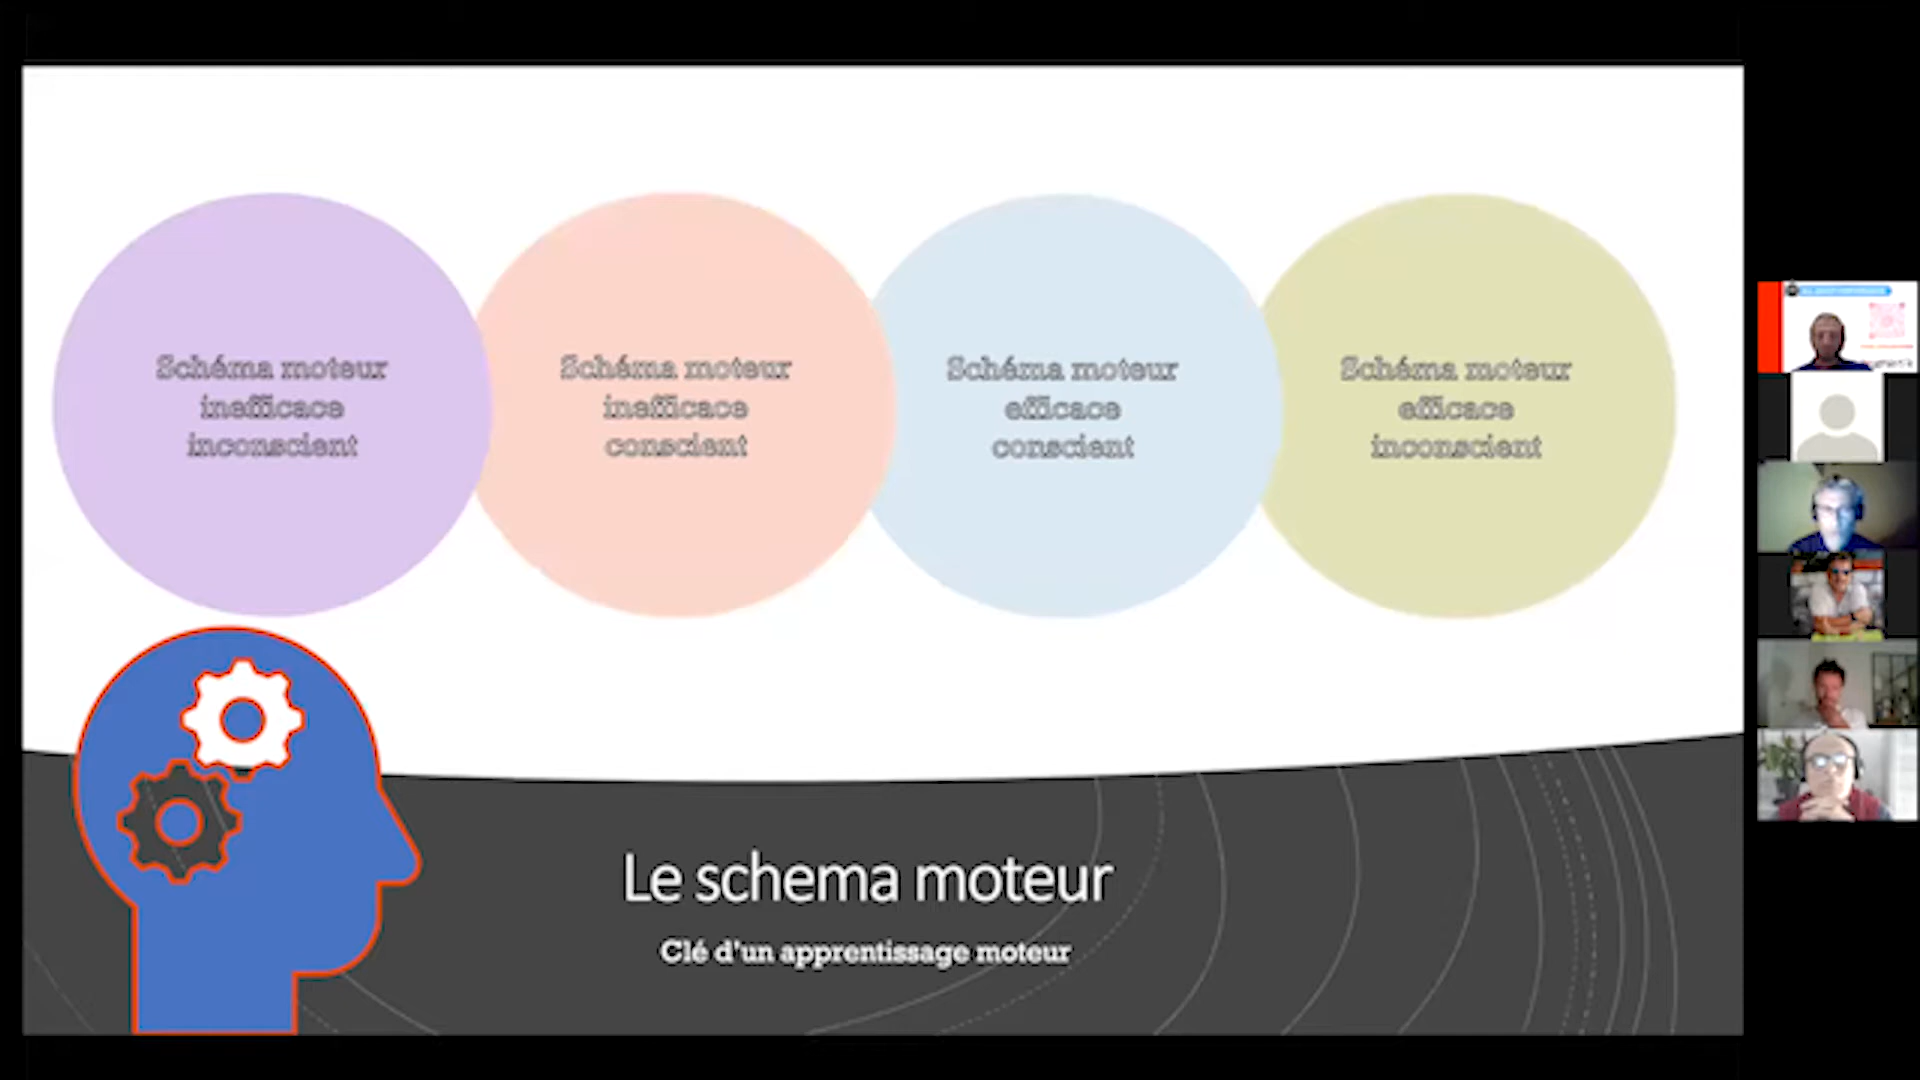 Schéma moteur
inefficace
inconscient
Schéma moteur
inefficace
conscient
Schéma moteur
efficace
conscient
Schéma moteur
efficace
inconscient
Le schema moteur
Clé d'un apprentissage moteur